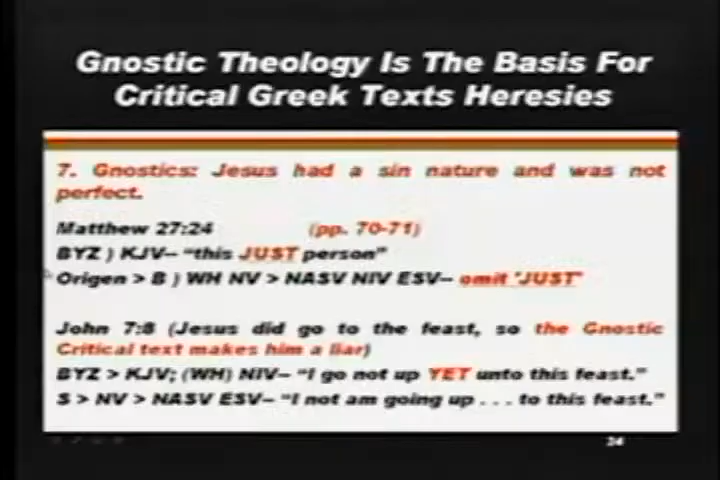 Gnostic Theology Is The Basis For
Critical Greek Texts Heresies
7. Gnostics: Jesus had a sin nature and was not
perfect.
Matthew 27:24 (pp. 70-71)
BYZ ) KJV-- “this JUST person”
Origen > B ) WH NV > NASV NIV ESV-- omit 'JUST'
John 7:8 (Jesus did go to the feast, so the Gnostic
Critical text makes him a liar)
BYZ > KJV; (WH) NIV-- “I go not up YET unto this feast.”
S > NV > NASV ESV-- “I not am going up . . . to this feast.”
24